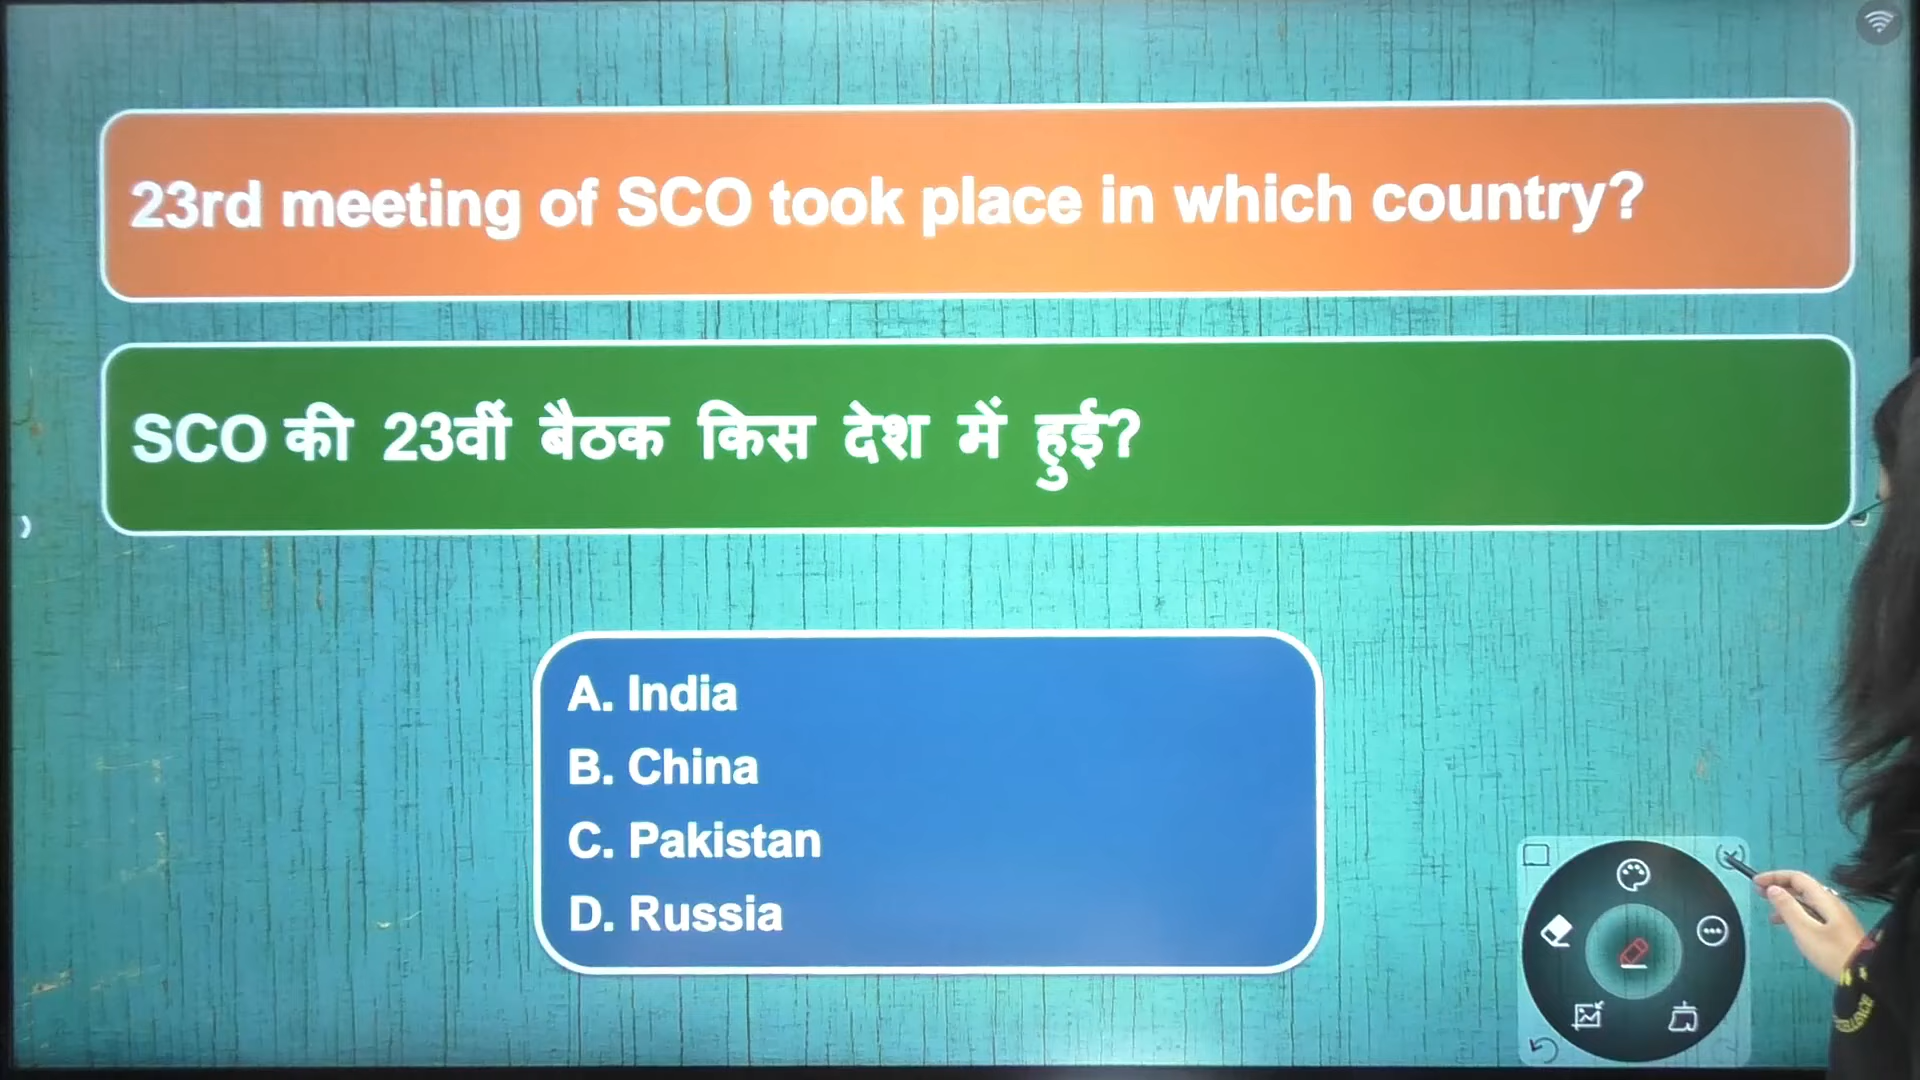 23rd meeting of SCO took place in which country?
SCO की 23वीं बैठक किस देश में हुई?
A. India
B. China
C. Pakistan
D. Russia